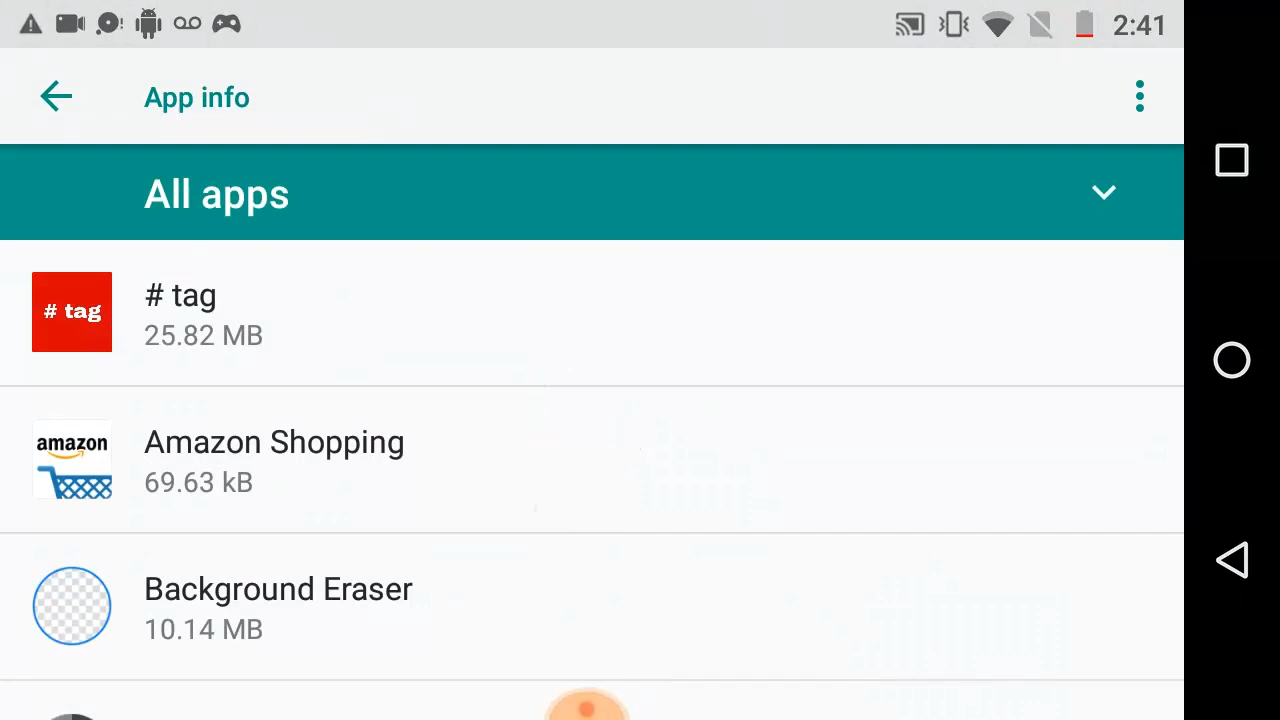 2:41
App info
All apps
# tag
# tag
25.82 MB
amazon
Amazon Shopping
69.63 kB
Background Eraser
10.14 MB